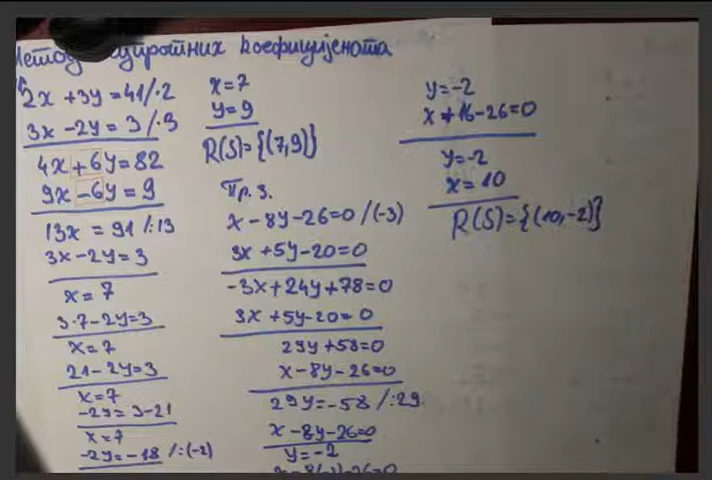 коефицијената
2x + 3y = 41 /·2
3x - 2y = 3 /·3
4x + 6y = 82
9x - 6y = 9
13x = 91 /:13
3x - 2y = 3
x = 7
3·7 - 2y = 3
x = 7
21 - 2y = 3
x = 7
-2y = 3 - 21
x = 7
-2y = -18 /:(-2)
x = 7
y = 9
R(S) = {(7,9)}
Пр. 3.
x - 8y - 26 = 0 /(-3)
3x + 5y - 20 = 0
-3x + 24y + 78 = 0
3x + 5y - 20 = 0
29y + 58 = 0
x - 8y - 26 = 0
29y = -58 /:29
x - 8y - 26 = 0
y = -2
y = -2
x + 16 - 26 = 0
y = -2
x = 10
R(S) = {(10, -2)}